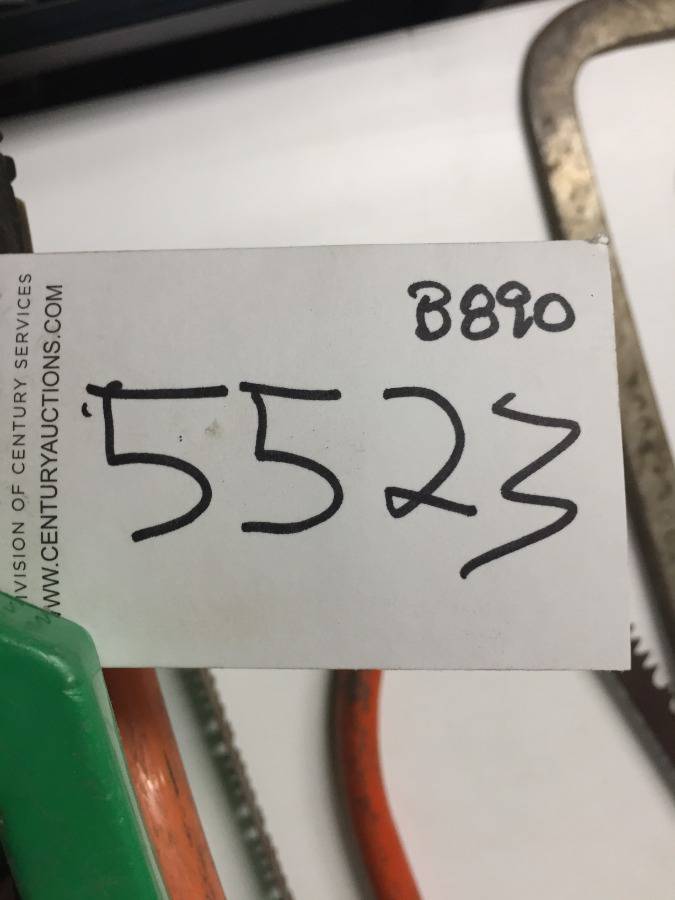 B890
5523
IVISION OF CENTURY SERVICES
WWW.CENTURYAUCTIONS.COM